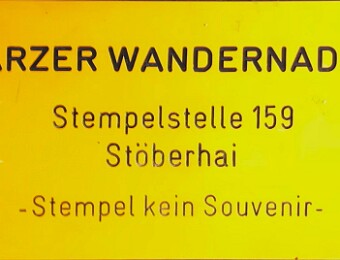 ARZER WANDERNAD
Stempelstelle 159
Stöberhai
-Stempel kein Souvenir-